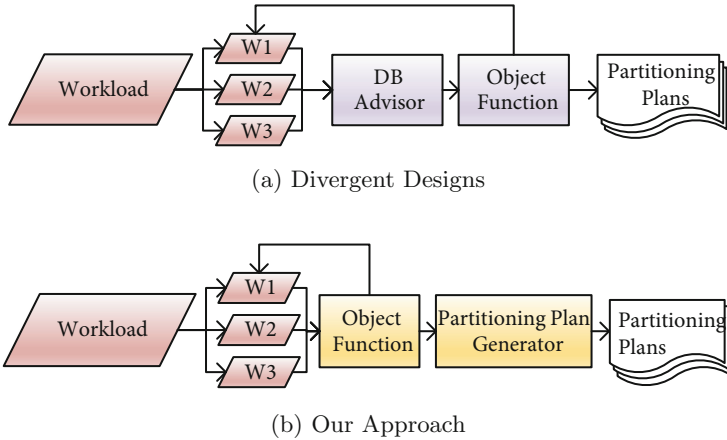 Workload
W1
W2
W3
DB
Advisor
Object
Function
Partitioning
Plans
(a) Divergent Designs
Workload
W1
W2
W3
Object
Function
Partitioning Plan
Generator
Partitioning
Plans
(b) Our Approach